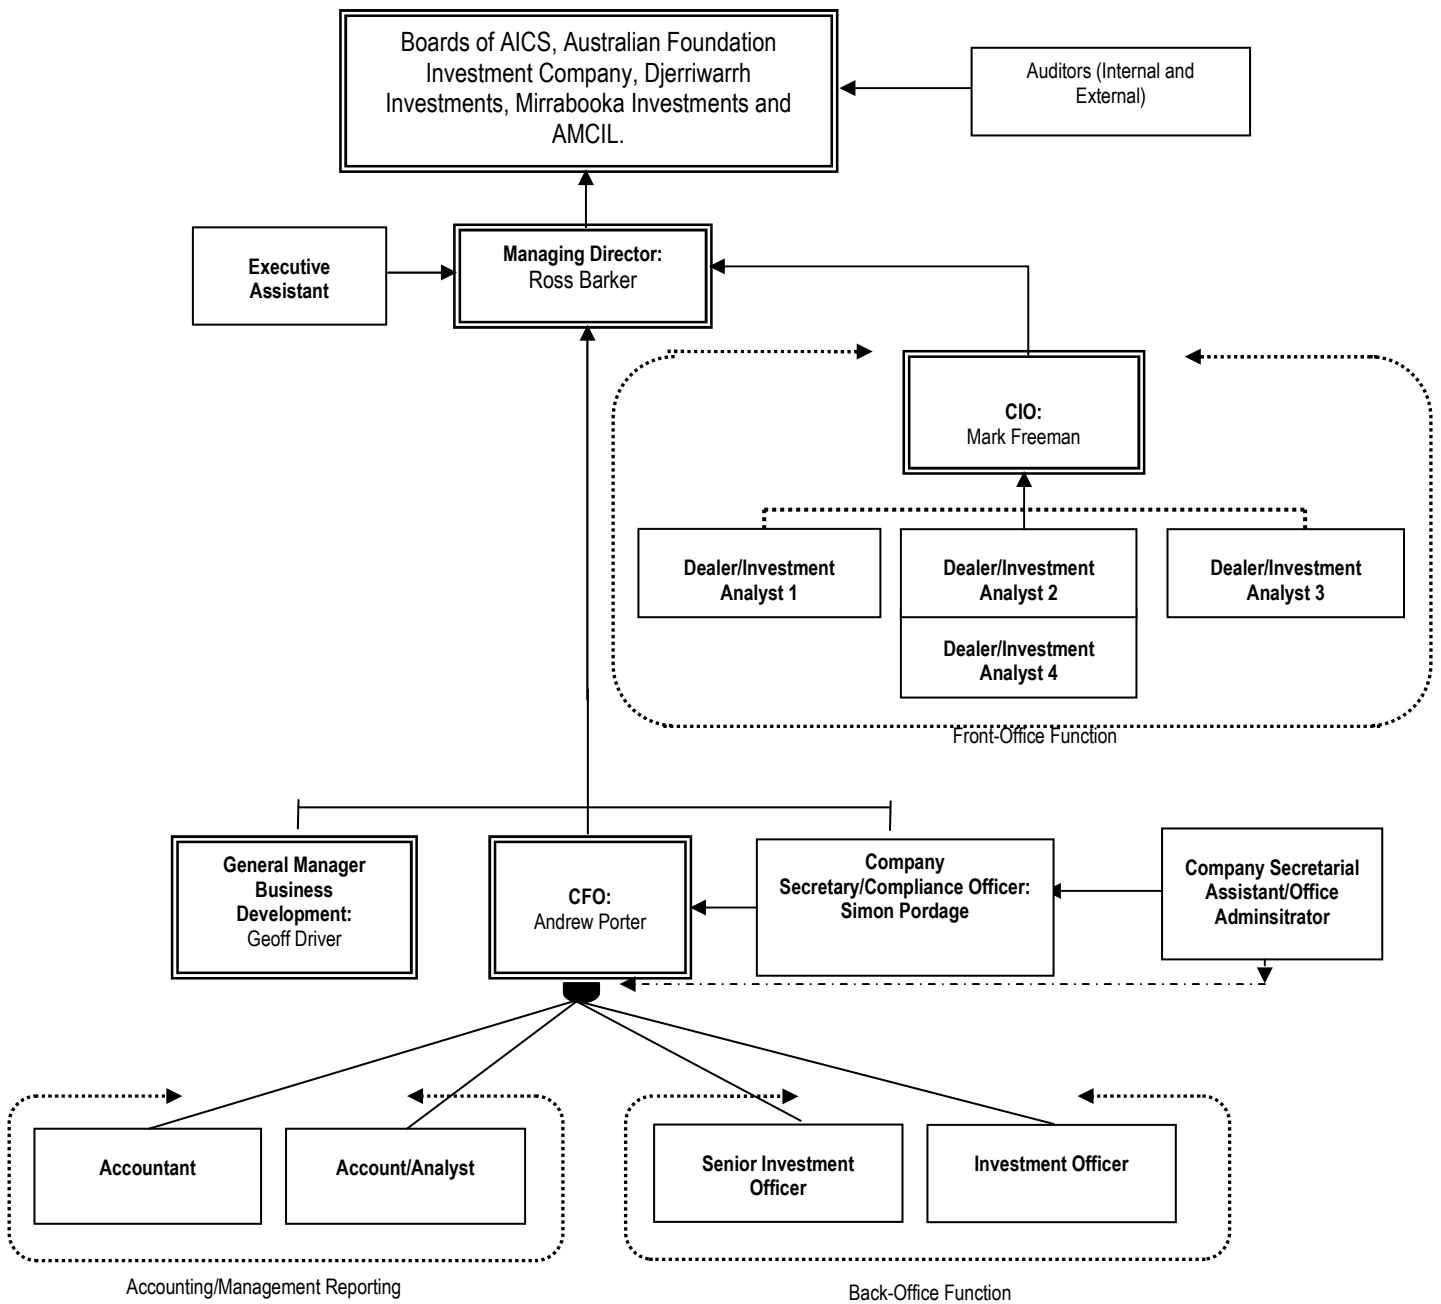 Boards of AICS, Australian Foundation
Investment Company, Djerriwarrh
Investments, Mirrabooka Investments and
AMCIL.
Auditors (Internal and
External)
Executive
Assistant
Managing Director:
Ross Barker
CIO:
Mark Freeman
Dealer/Investment
Analyst 1
Dealer/Investment
Analyst 2
Dealer/Investment
Analyst 3
Dealer/Investment
Analyst 4
Front-Office Function
General Manager
Business
Development:
Geoff Driver
CFO:
Andrew Porter
Company
Secretary/Compliance Officer:
Simon Pordage
Company Secretarial
Assistant/Office
Adminsitrator
Accountant
Account/Analyst
Senior Investment
Officer
Investment Officer
Accounting/Management Reporting
Back-Office Function